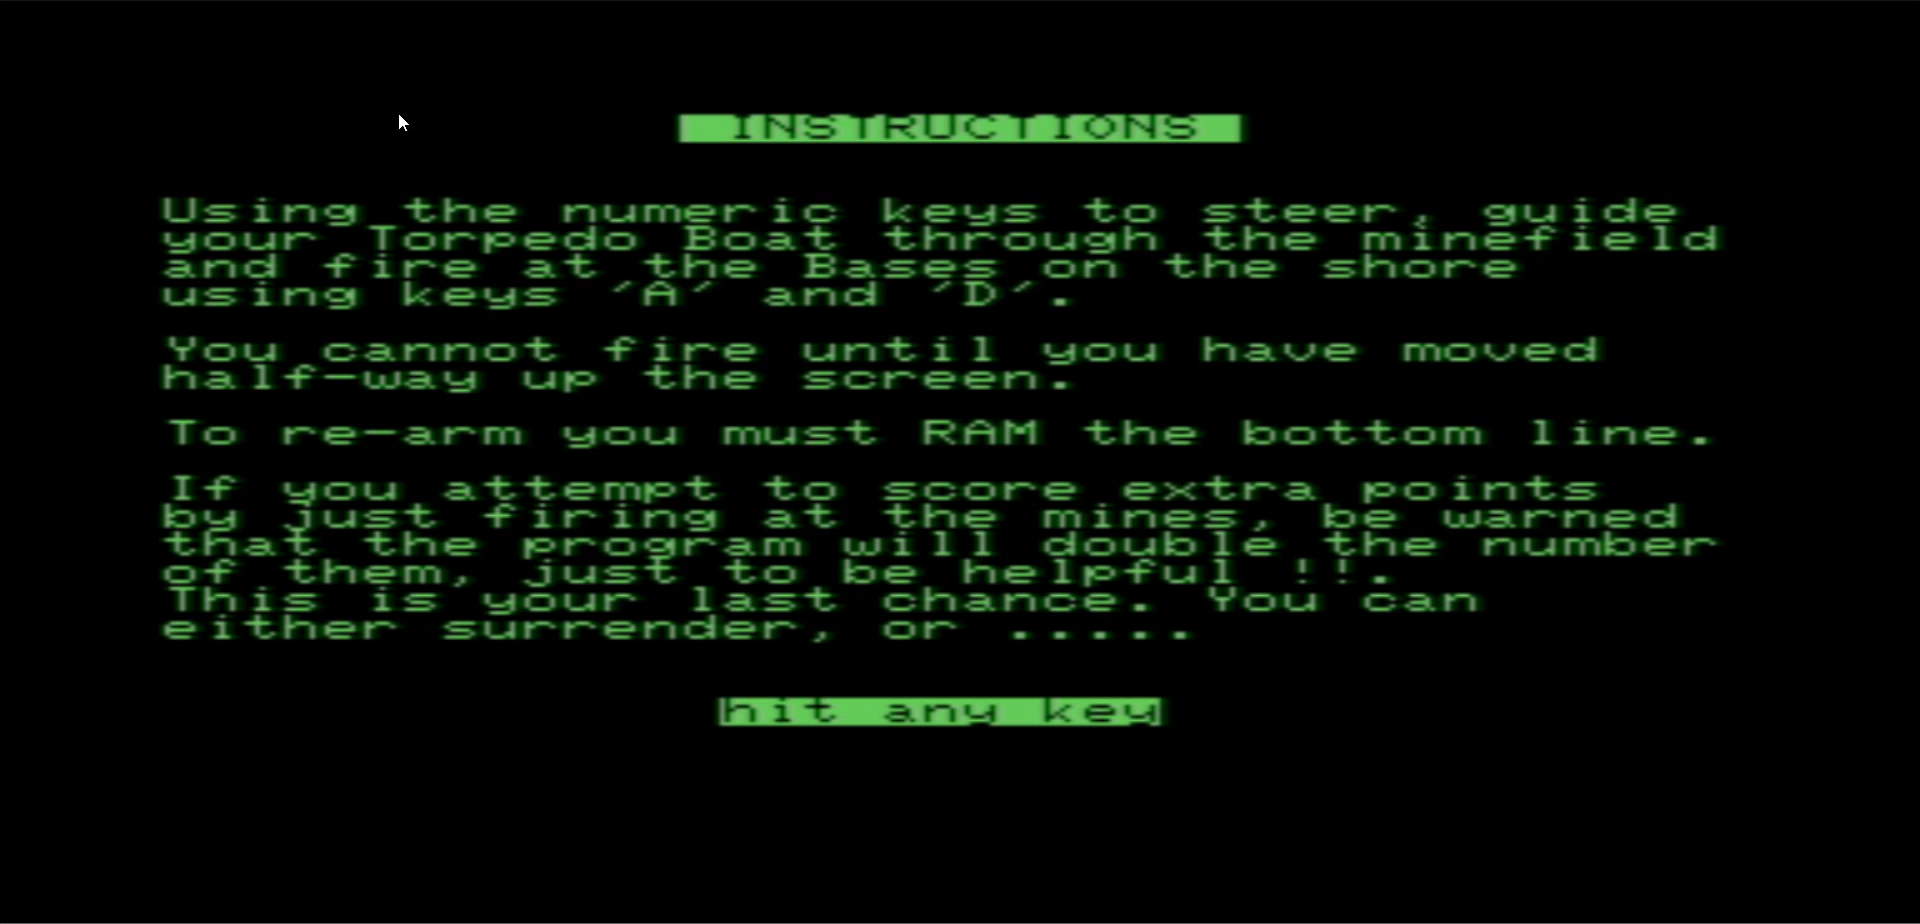 INSTRUCTIONS
Using the numeric keys to steer, guide
your Torpedo Boat through the minefield
and fire at the Bases on the shore
using keys ´A´ and ´D´.
You cannot fire until you have moved
half-way up the screen.
To re-arm you must RAM the bottom line.
If you attempt to score extra points
by just firing at the mines, be warned
that the program will double the number
of them, just to be helpful !!.
This is your last chance. You can
either surrender, or .....
hit any key